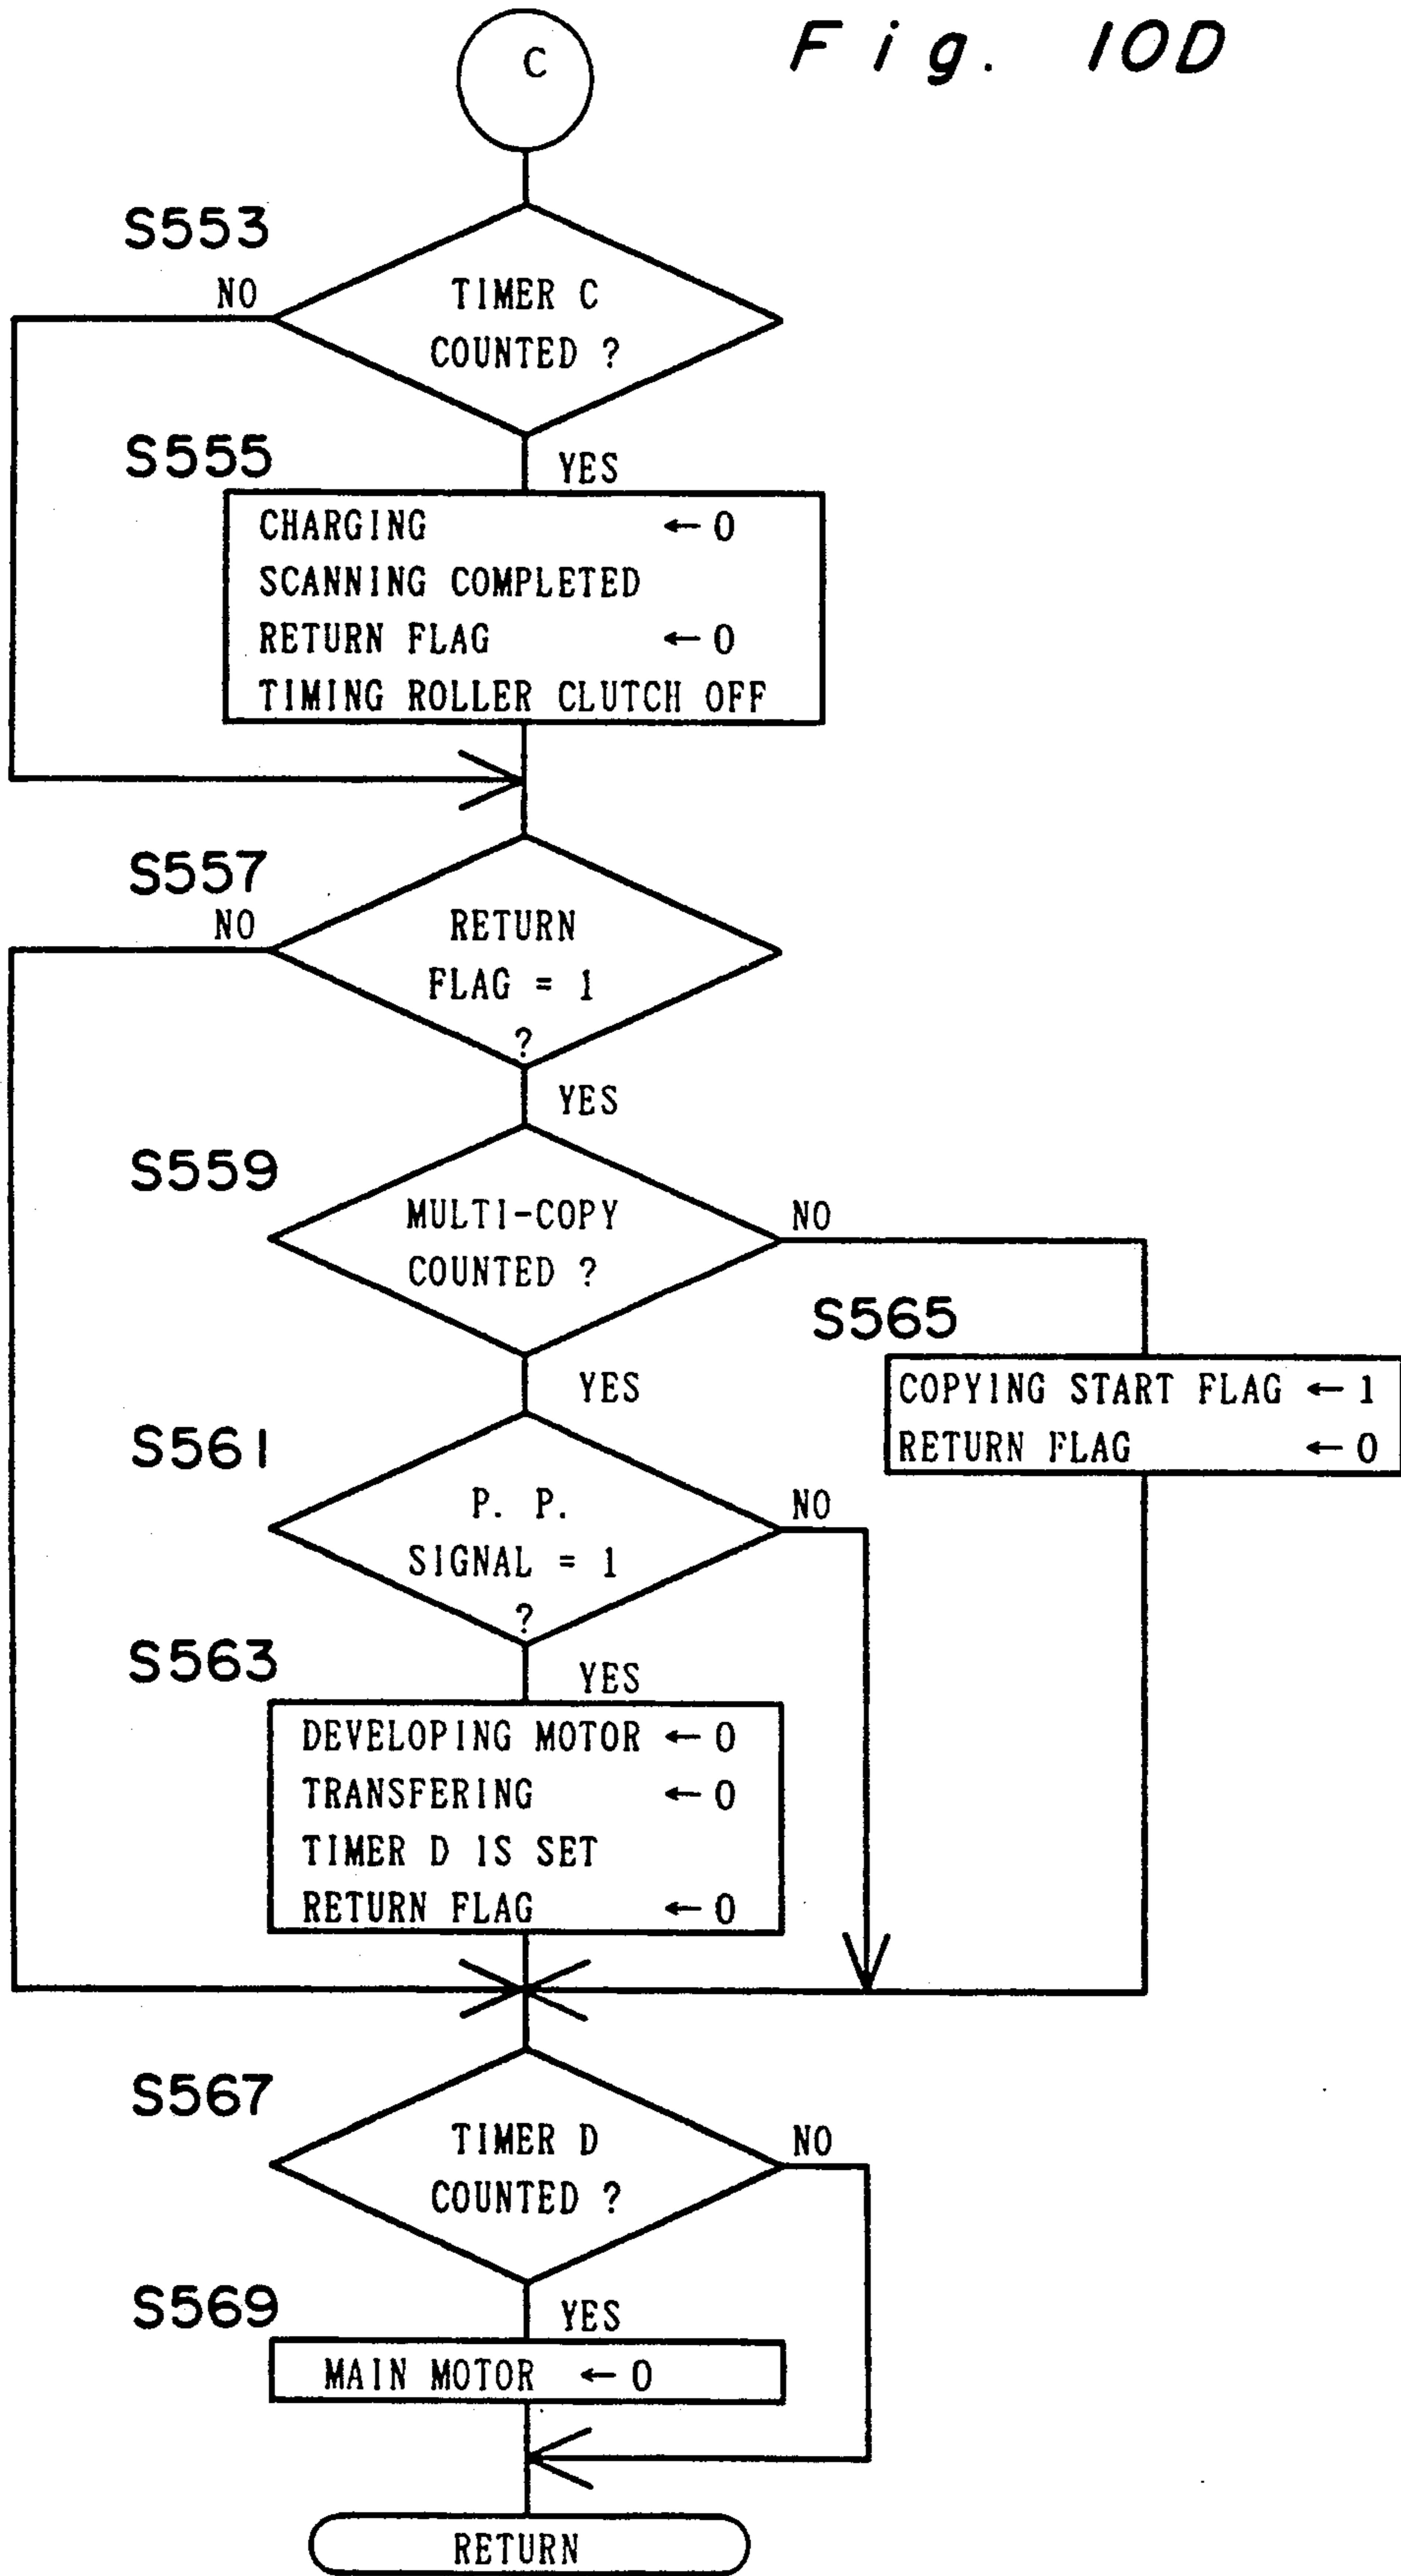 Fig. 10D
C
S553
NO
TIMER C
COUNTED ?
S555
YES
CHARGING ← 0
SCANNING COMPLETED
RETURN FLAG ← 0
TIMING ROLLER CLUTCH OFF
S557
NO
RETURN
FLAG = 1
?
YES
S559
MULTI-COPY
COUNTED ?
NO
S565
YES
COPYING START FLAG ← 1
RETURN FLAG ← 0
S561
P. P.
SIGNAL = 1
?
NO
S563
YES
DEVELOPING MOTOR ← 0
TRANSFERING ← 0
TIMER D IS SET
RETURN FLAG ← 0
S567
TIMER D
COUNTED ?
NO
S569
YES
MAIN MOTOR ← 0
RETURN